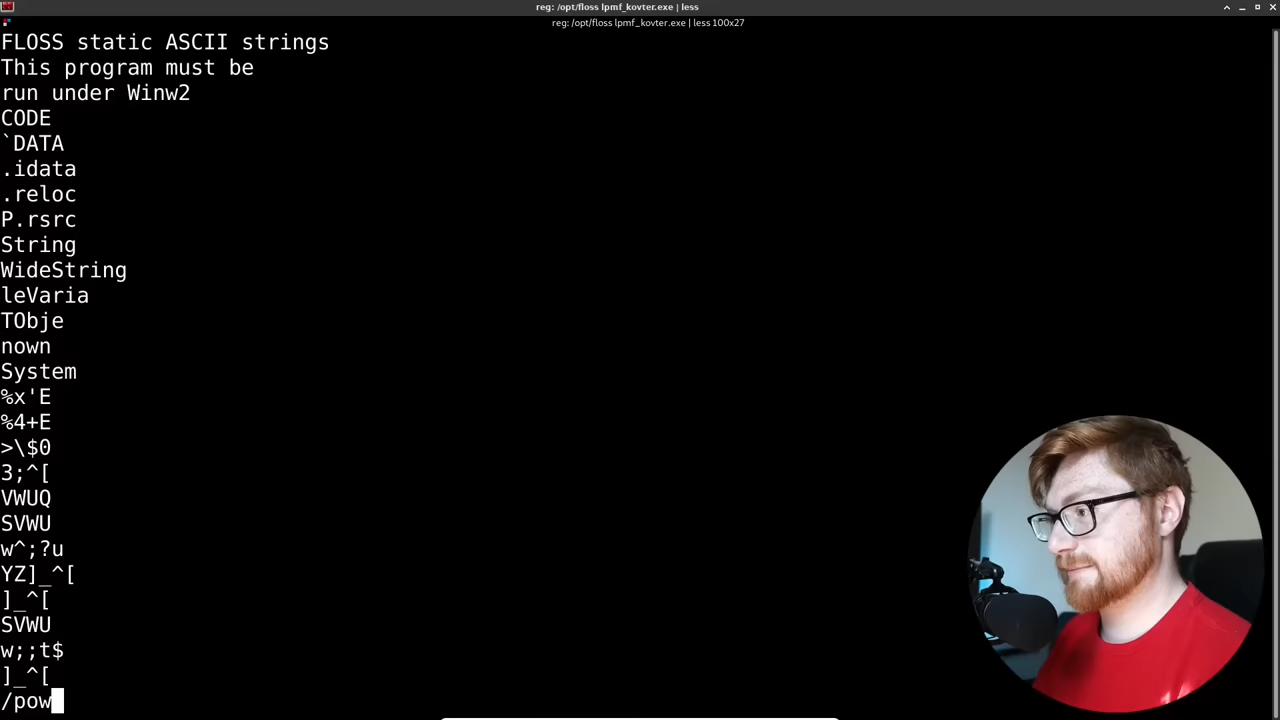 reg: /opt/floss lpmf_kovter.exe | less
reg: /opt/floss lpmf_kovter.exe | less 100x27
FLOSS static ASCII strings
This program must be
run under Winw2
CODE
`DATA
.idata
.reloc
P.rsrc
String
WideString
leVaria
TObje
nown
System
%x'E
%4+E
>\$0
3;^[
VWUQ
SVWU
w^;?u
YZ]_^[
]_^[
SVWU
w;;t$
]_^[
/pow